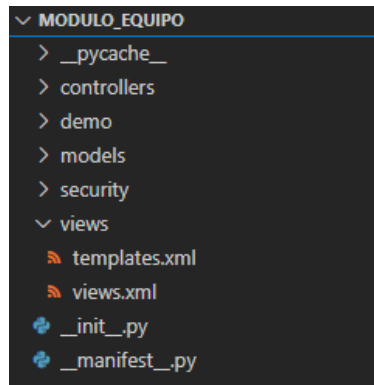 MODULO_EQUIPO
__pycache__
controllers
demo
models
security
views
templates.xml
views.xml
__init__.py
__manifest__.py